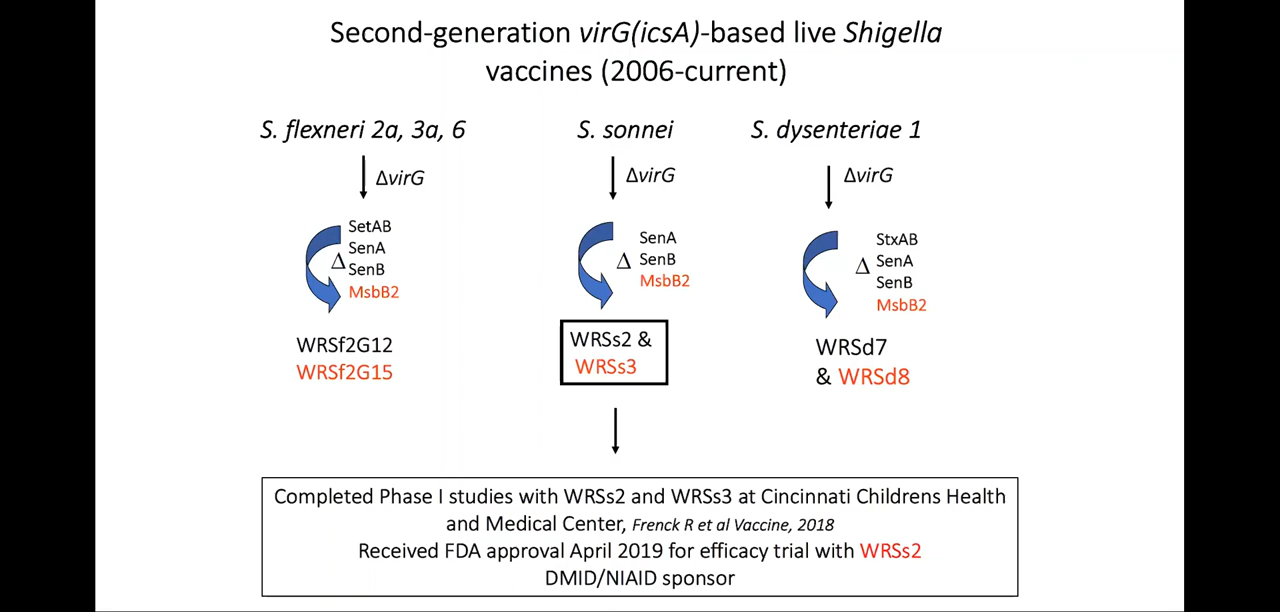 Second-generation virG(icsA)-based live Shigella
vaccines (2006-current)
S. flexneri 2a, 3a, 6
ΔvirG
SetAB
SenA
Δ
SenB
MsbB2
WRSf2G12
WRSf2G15
S. sonnei
ΔvirG
SenA
Δ SenB
MsbB2
WRSs2 &
WRSs3
S. dysenteriae 1
ΔvirG
StxAB
Δ SenA
SenB
MsbB2
WRSd7
& WRSd8
Completed Phase I studies with WRSs2 and WRSs3 at Cincinnati Childrens Health
and Medical Center, Frenck R et al Vaccine, 2018
Received FDA approval April 2019 for efficacy trial with WRSs2
DMID/NIAID sponsor